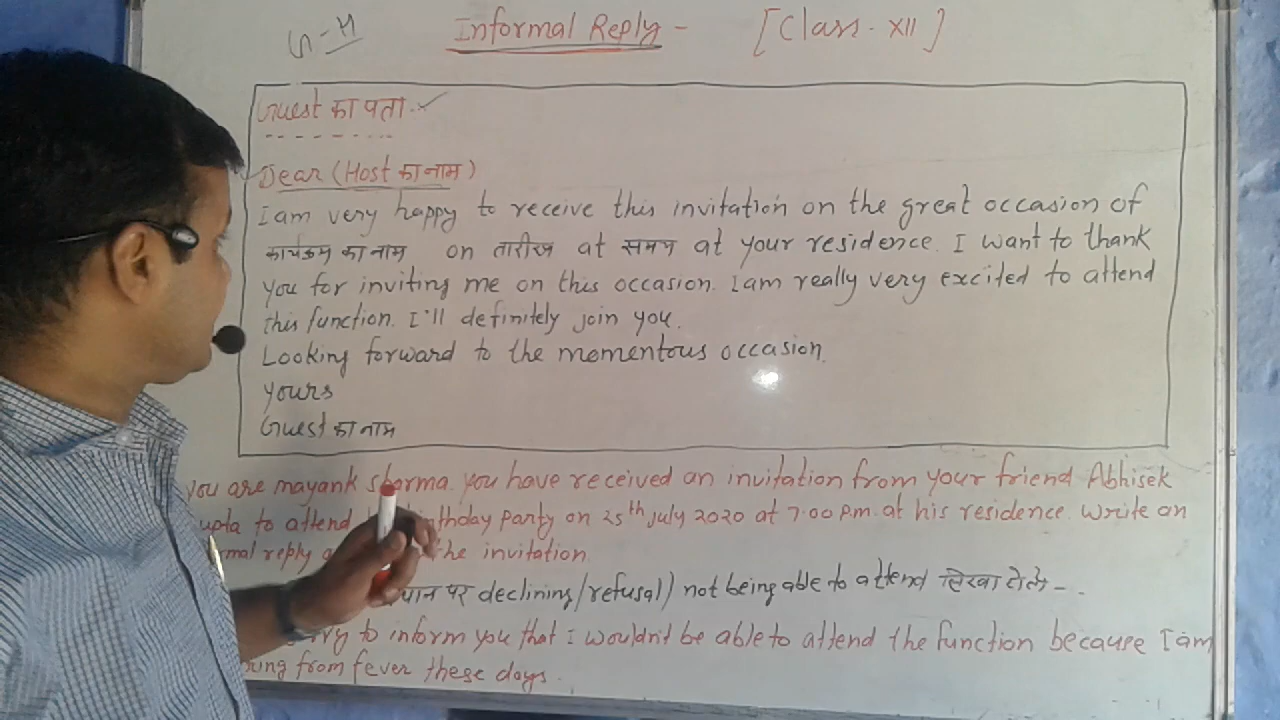 Informal Reply - [Class - XII]
Guest का पता.
Dear (Host का नाम)
I am very happy to receive this invitation on the great occasion of
कार्यक्रम का नाम on तारीख at समय at your residence. I want to thank
you for inviting me on this occasion. I am really very excited to attend
this function. I'll definitely join you.
Looking forward to the momentous occasion.
yours
Guest का नाम
you are mayank sharma. you have received an invitation from your friend Abhisek
to attend birthday party on 25th july 2020 at 7:00 p.m. at his residence. Write an
reply the invitation.
पर declining/refusal) not being able to attend लिखा हो तो -
to inform you that I wouldn't be able to attend the function because I am
from fever these days.